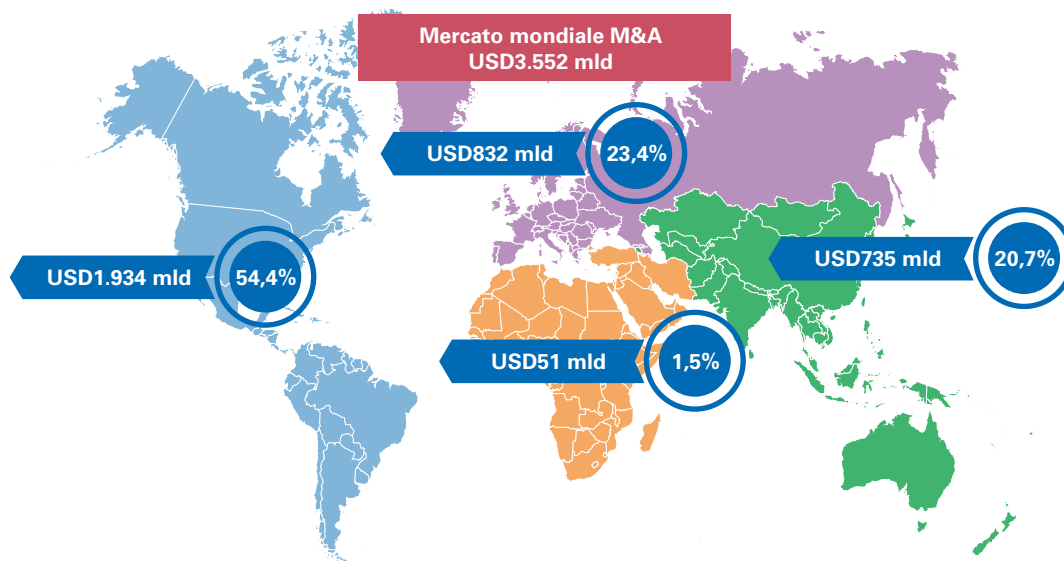 Mercato mondiale M&A
USD3.552 mld
USD832 mld
23,4%
USD1.934 mld
54,4%
USD735 mld
20,7%
USD51 mld
1,5%